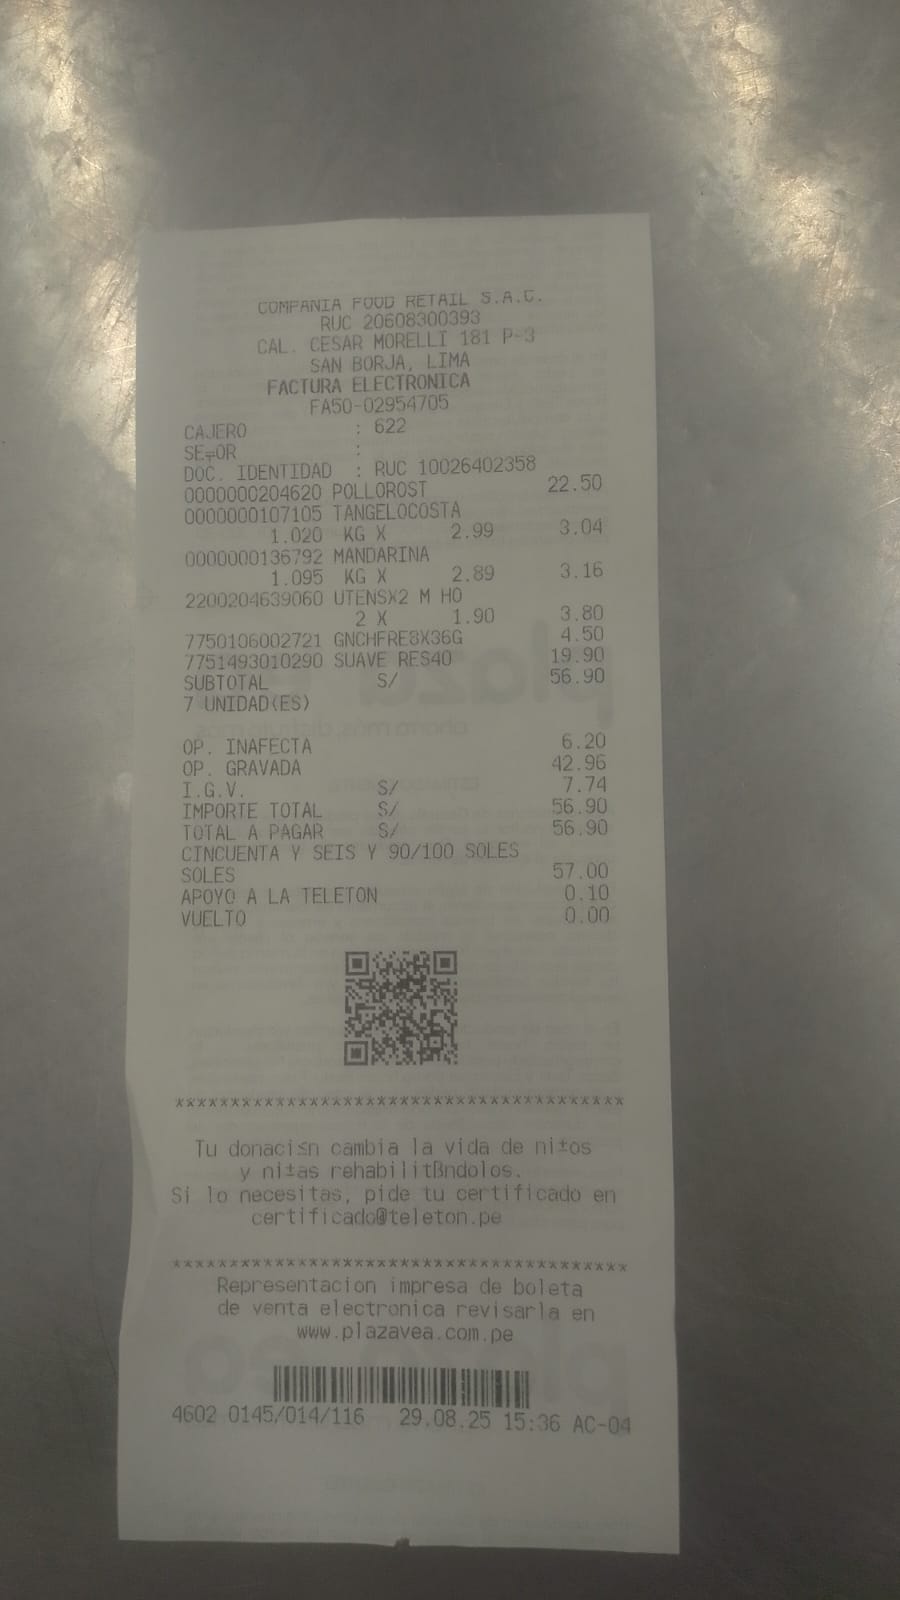 COMPANIA FOOD RETAIL S.A.C.
RUC 20608300393
CAL. CESAR MORELLI 181 P-3
SAN BORJA, LIMA
FACTURA ELECTRONICA
FA50-02954705
CAJERO : 622
SE╤OR :
DOC. IDENTIDAD : RUC 10026402358
0000000204620 POLLOROST 22.50
0000000107105 TANGELOCOSTA
1.020 KG X 2.99 3.04
0000000136792 MANDARINA
1.095 KG X 2.89 3.16
2200204639060 UTENSX2 M HO
2 X 1.90 3.80
7750106002721 GNCHFRE8X36G 4.50
7751493010290 SUAVE RES40 19.90
SUBTOTAL S/ 56.90
7 UNIDAD(ES)
OP. INAFECTA 6.20
OP. GRAVADA 42.96
I.G.V. S/ 7.74
IMPORTE TOTAL S/ 56.90
TOTAL A PAGAR S/ 56.90
CINCUENTA Y SEIS Y 90/100 SOLES
SOLES 57.00
APOYO A LA TELETON 0.10
VUELTO 0.00
****************************************
Tu donaci≤n cambia la vida de ni±os
y ni±as rehabilitßndolos.
Si lo necesitas, pide tu certificado en
certificado@teleton.pe
****************************************
Representacion impresa de boleta
de venta electronica revisarla en
www.plazavea.com.pe
4602 0145/014/116 29.08.25 15:36 AC-04